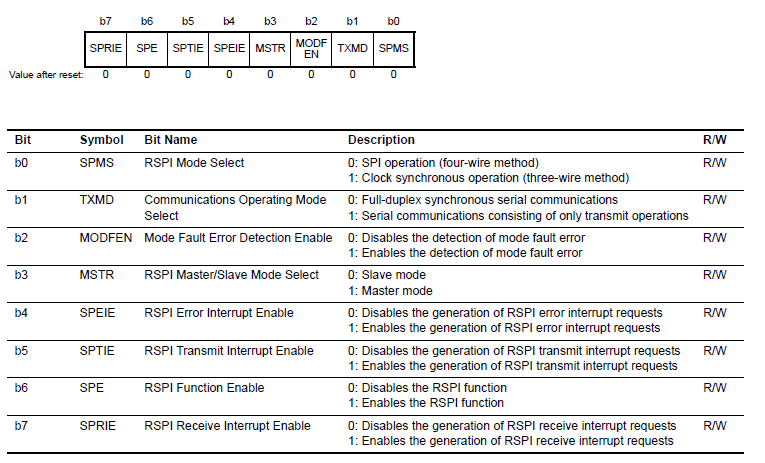 b7 b6 b5 b4 b3 b2 b1 b0
SPRIE SPE SPTIE SPEIE MSTR MODF EN TXMD SPMS
Value after reset: 0 0 0 0 0 0 0 0
Bit Symbol Bit Name Description R/W
b0 SPMS RSPI Mode Select 0: SPI operation (four-wire method) R/W
1: Clock synchronous operation (three-wire method)
b1 TXMD Communications Operating Mode 0: Full-duplex synchronous serial communications R/W
Select 1: Serial communications consisting of only transmit operations
b2 MODFEN Mode Fault Error Detection Enable 0: Disables the detection of mode fault error R/W
1: Enables the detection of mode fault error
b3 MSTR RSPI Master/Slave Mode Select 0: Slave mode R/W
1: Master mode
b4 SPEIE RSPI Error Interrupt Enable 0: Disables the generation of RSPI error interrupt requests R/W
1: Enables the generation of RSPI error interrupt requests
b5 SPTIE RSPI Transmit Interrupt Enable 0: Disables the generation of RSPI transmit interrupt requests R/W
1: Enables the generation of RSPI transmit interrupt requests
b6 SPE RSPI Function Enable 0: Disables the RSPI function R/W
1: Enables the RSPI function
b7 SPRIE RSPI Receive Interrupt Enable 0: Disables the generation of RSPI receive interrupt requests R/W
1: Enables the generation of RSPI receive interrupt requests